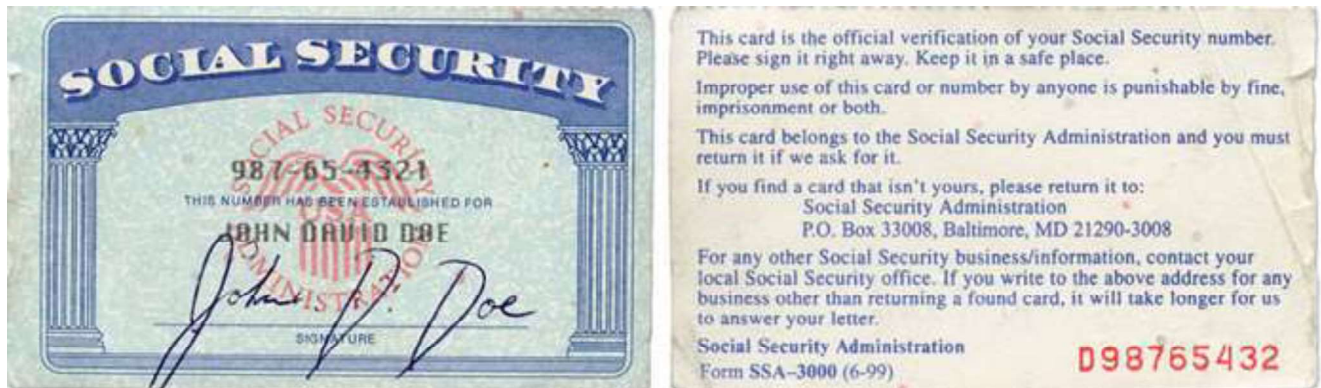 SOCIAL SECURITY
SOCIAL SECURITY
987-65-4321
THIS NUMBER HAS BEEN ESTABLISHED FOR
USA
JOHN DAVID DOE
ADMINISTRATION
John D. Doe
SIGNATURE
This card is the official verification of your Social Security number.
Please sign it right away. Keep it in a safe place.
Improper use of this card or number by anyone is punishable by fine,
imprisonment or both.
This card belongs to the Social Security Administration and you must
return it if we ask for it.
If you find a card that isn't yours, please return it to:
Social Security Administration
P.O. Box 33008, Baltimore, MD 21290-3008
For any other Social Security business/information, contact your
local Social Security office. If you write to the above address for any
business other than returning a found card, it will take longer for us
to answer your letter.
Social Security Administration
Form SSA-3000 (6-99)
D98765432